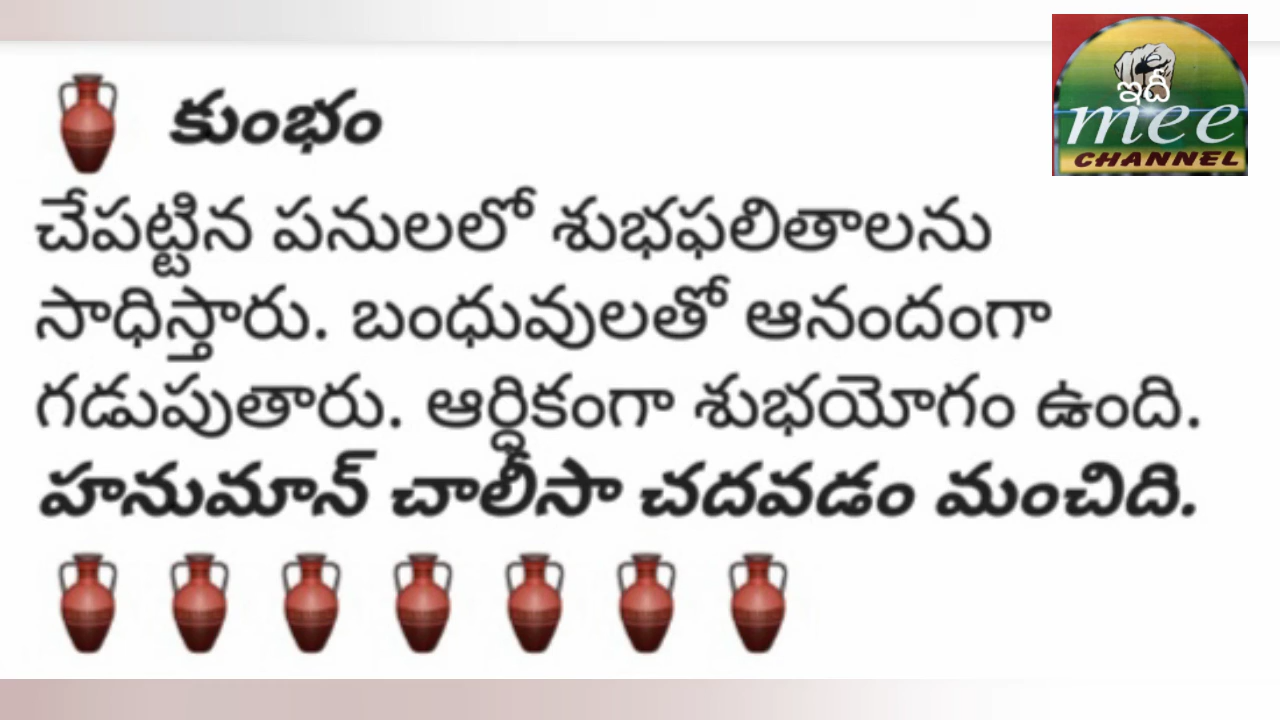 ఇది
mee
CHANNEL
🏺 కుంభం
చేపట్టిన పనులలో శుభఫలితాలను
సాధిస్తారు. బంధువులతో ఆనందంగా
గడుపుతారు. ఆర్ధికంగా శుభయోగం ఉంది.
హనుమాన్ చాలీసా చదవడం మంచిది.
🏺 🏺 🏺 🏺 🏺 🏺 🏺